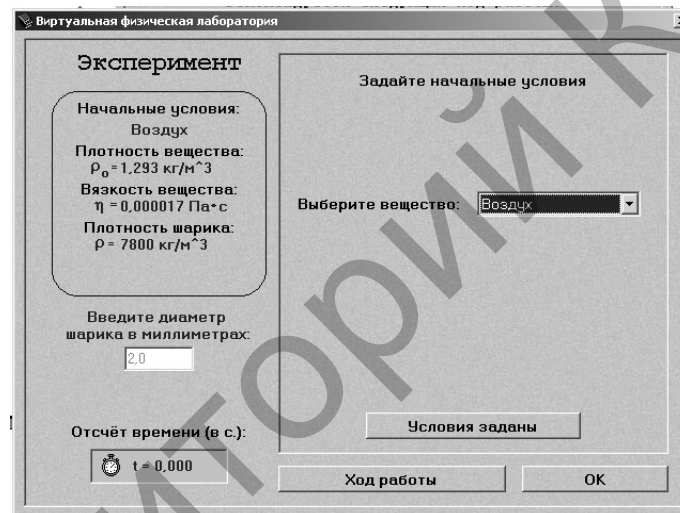 Виртуальная физическая лаборатория
Эксперимент
Начальные условия:
Воздух
Плотность вещества:
ρ₀=1,293 кг/м^3
Вязкость вещества:
η =0,000017 Па•с
Плотность шарика:
ρ = 7800 кг/м^3
Введите диаметр
шарика в миллиметрах:
2,0
Отсчёт времени (в с.):
t = 0,000
Задайте начальные условия
Выберите вещество: Воздух
Условия заданы
Ход работы
OK